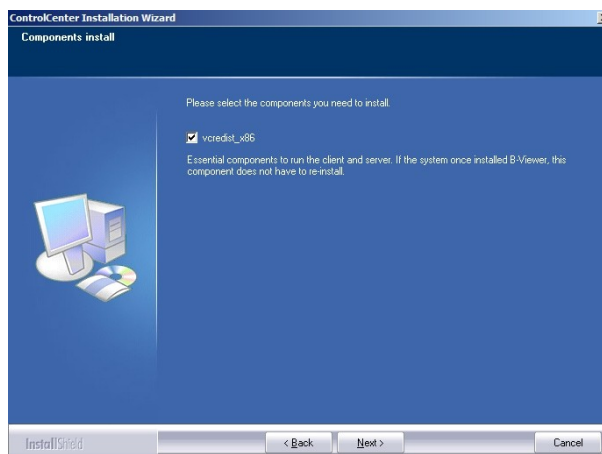 ControlCenter Installation Wizard
Components install
Please select the components you need to install.
vcredist_x86
Essential components to run the client and server. If the system once installed B-Viewer, this
component does not have to re-install.
InstallShield
< Back
Next >
Cancel